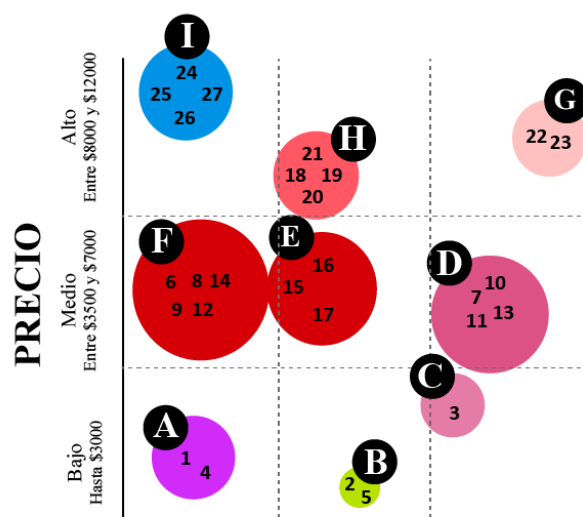 PRECIO
Alto
Entre $8000 y $12000
Medio
Entre $3500 y $7000
Bajo
Hasta $3000
I
24
25 27
26
G
22 23
H
21
18 19
20
F
6 8 14
9 12
E
16
15
17
D
10
7
13
11
C
3
A
1
4
B
2
5